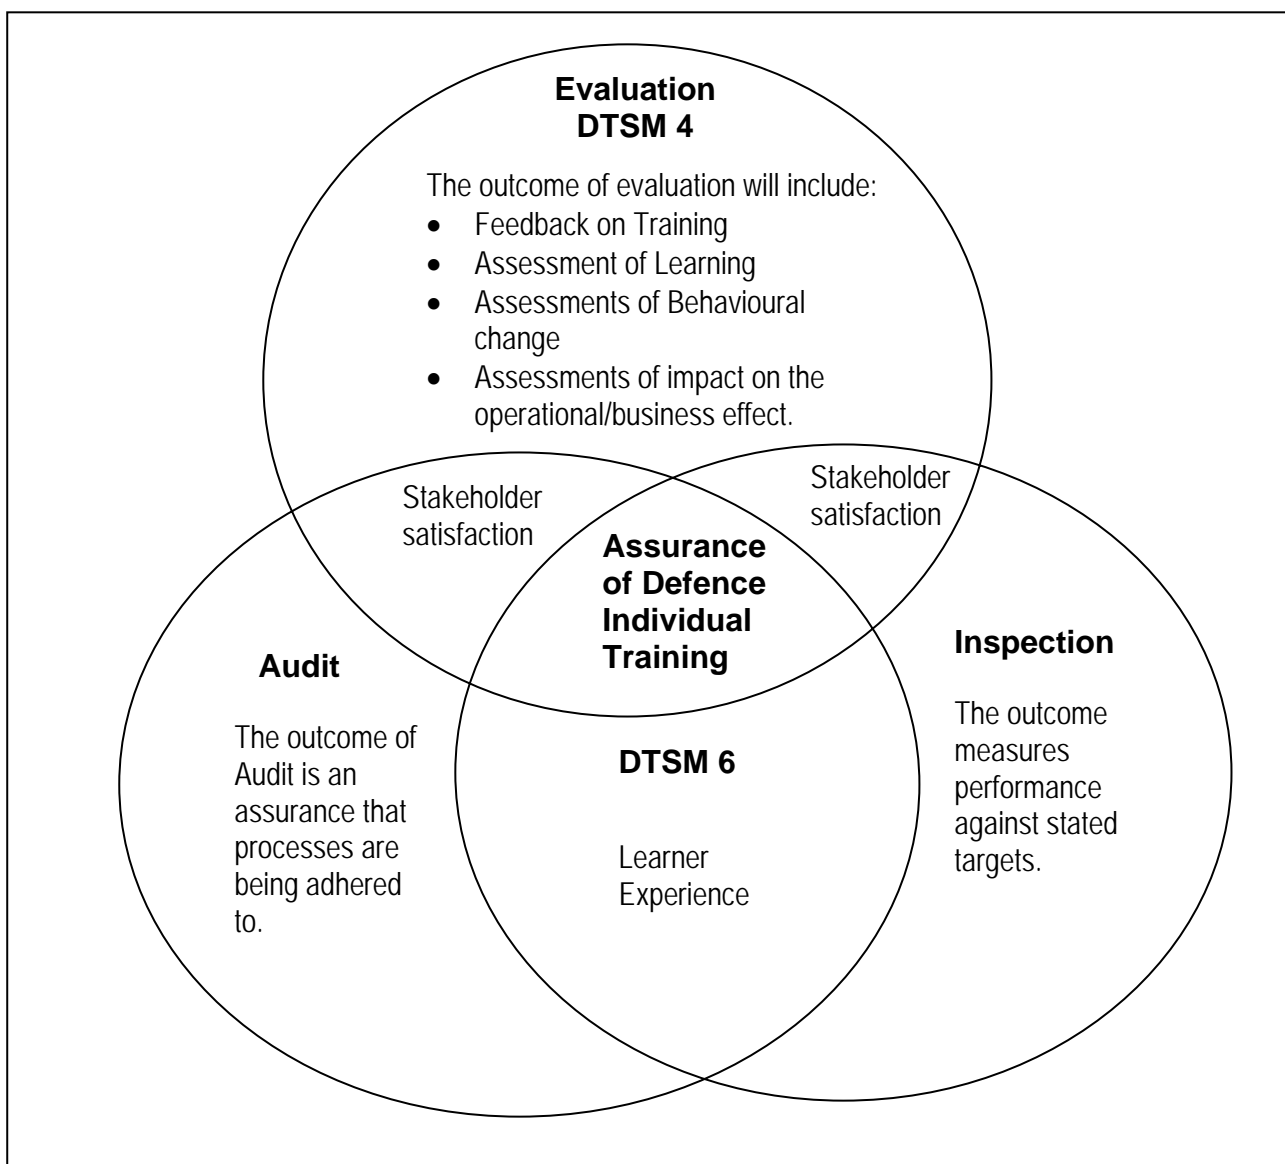 Evaluation
DTSM 4
The outcome of evaluation will include:
• Feedback on Training
• Assessment of Learning
• Assessments of Behavioural
change
• Assessments of impact on the
operational/business effect.
Stakeholder
satisfaction
Stakeholder
satisfaction
Assurance
of Defence
Individual
Training
Audit
The outcome of
Audit is an
assurance that
processes are
being adhered
to.
DTSM 6
Learner
Experience
Inspection
The outcome
measures
performance
against stated
targets.